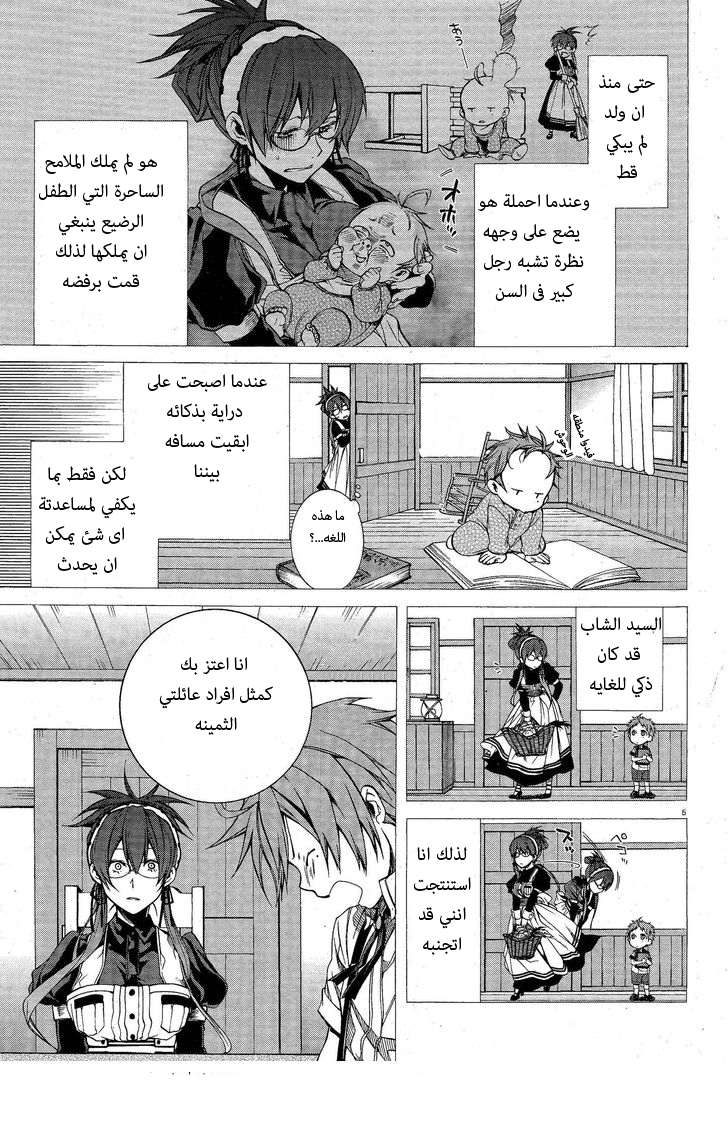 حتى منذ
ان ولد
لم يبكي
قط
وعندما احملة هو
يضع على وجهه
نظرة تشبه رجل
كبير فى السن
هو لم يملك الملامح
الساحرة التي الطفل
الرضيع ينبغي
ان يملكها لذلك
قمت برفضه
عندما اصبحت على
دراية بذكائه
ابقيت مسافه
بيننا
ما هذه
اللغه...؟
لكن فقط بما
يكفي لمساعدتة
اى شئ يمكن
ان يحدث
السيد الشاب
قد كان
ذكي للغايه
5
لذلك انا
استنتجت
انني قد
اتجنبه
ペコ
انا اعتز بك
كمثل افراد عائلتي
الثمينه